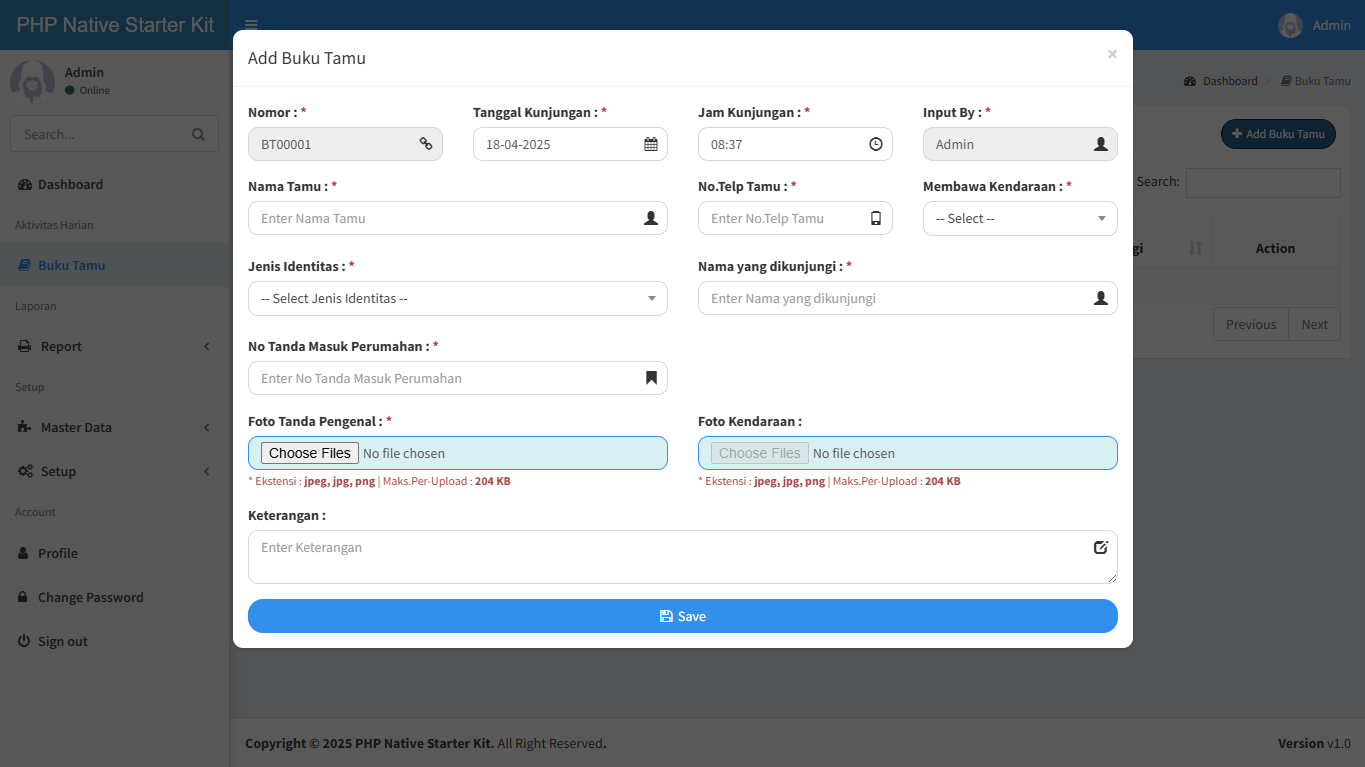 PHP Native Starter Kit
Admin
Admin
Online
Dashboard > Buku Tamu
Search...
Add Buku Tamu
Search:
Dashboard
Aktivitas Harian
Buku Tamu
gi Action
Laporan
Previous Next
Report
Setup
Master Data
Setup
Account
Profile
Change Password
Sign out
Add Buku Tamu ×
Nomor : * Tanggal Kunjungan : * Jam Kunjungan : * Input By : *
BT00001 18-04-2025 08:37 Admin
Nama Tamu : * No.Telp Tamu : * Membawa Kendaraan : *
Enter Nama Tamu Enter No.Telp Tamu -- Select --
Jenis Identitas : * Nama yang dikunjungi : *
-- Select Jenis Identitas -- Enter Nama yang dikunjungi
No Tanda Masuk Perumahan : *
Enter No Tanda Masuk Perumahan
Foto Tanda Pengenal : * Foto Kendaraan :
Choose Files No file chosen Choose Files No file chosen
* Ekstensi : jpeg, jpg, png | Maks.Per-Upload : 204 KB * Ekstensi : jpeg, jpg, png | Maks.Per-Upload : 204 KB
Keterangan :
Enter Keterangan
Save
Copyright © 2025 PHP Native Starter Kit. All Right Reserved. Version v1.0